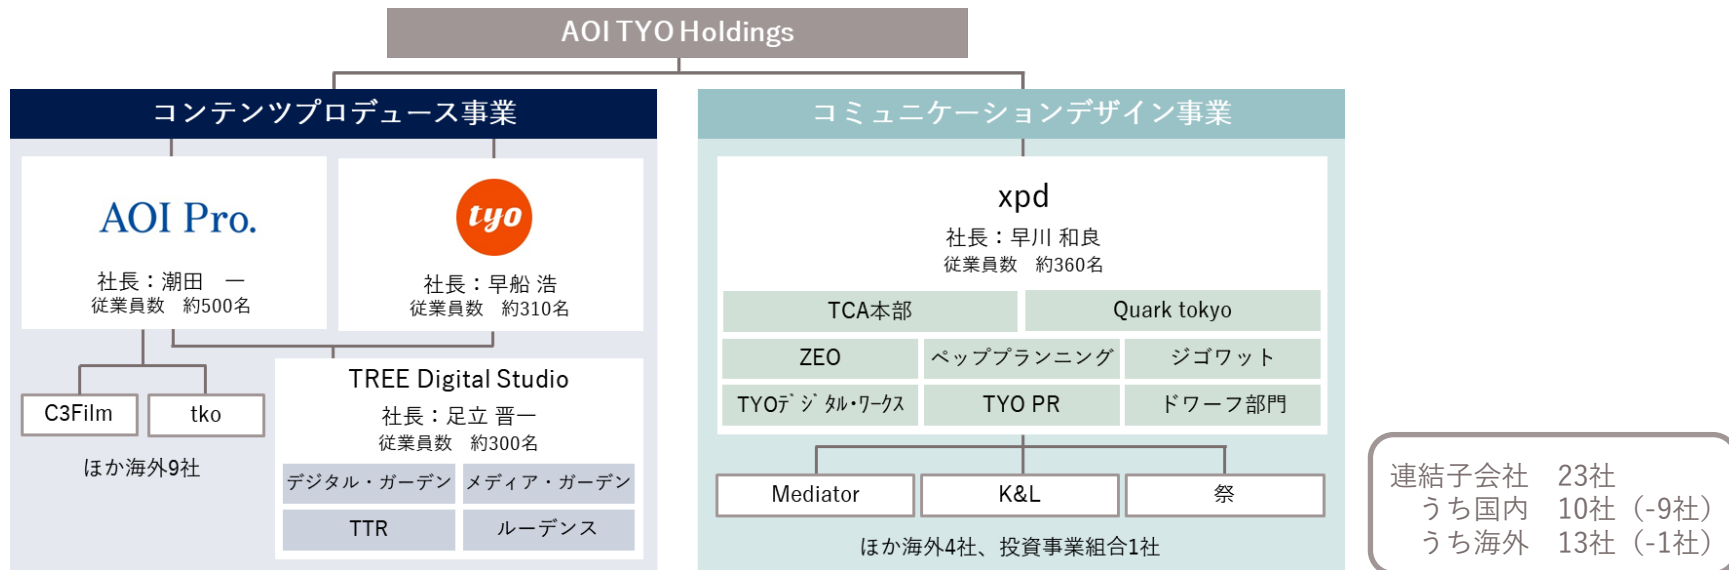 AOI TYO Holdings
コンテンツプロデュース事業
AOI Pro.
社長：潮田　一
従業員数　約500名
tyo
社長：早船 浩
従業員数　約310名
C3Film
tko
ほか海外9社
TREE Digital Studio
社長：足立 晋一
従業員数　約300名
デジタル・ガーデン
メディア・ガーデン
TTR
ルーデンス
コミュニケーションデザイン事業
xpd
社長：早川 和良
従業員数　約360名
TCA本部
Quark tokyo
ZEO
ペッププランニング
ジゴワット
TYOﾃﾞｼﾞﾀﾙ・ﾜｰｸｽ
TYO PR
ドワーフ部門
Mediator
K&L
祭
ほか海外4社、投資事業組合1社
連結子会社　23社
うち国内　10社（-9社）
うち海外　13社（-1社）